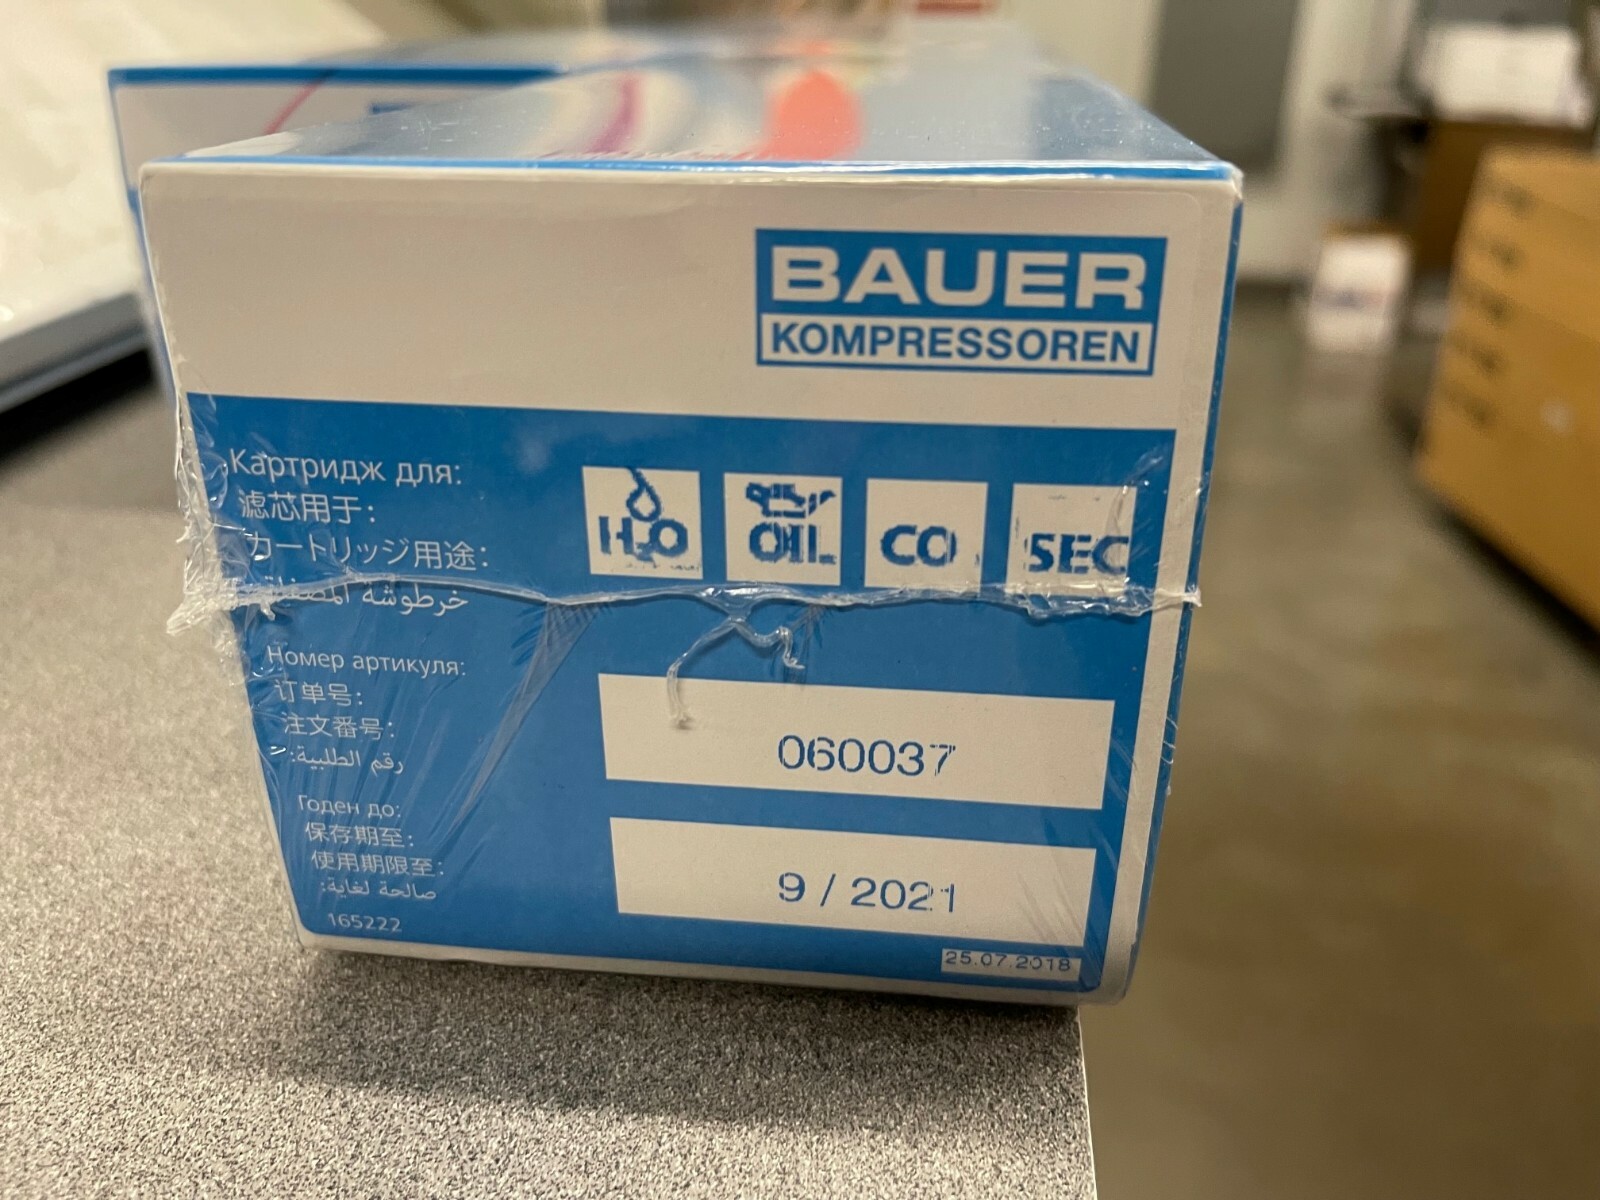 BAUER
KOMPRESSOREN
Картридж для:
滤芯用于:
カートリッジ用途:
خرطوشة
H₂O
OIL
CO
SEC
Номер артикуля:
订单号:
注文番号:
رقم الطلبية:
060037
Годен до:
保存期至:
使用期限至:
صالحة لغاية:
9 / 2021
165222
25.07.2018